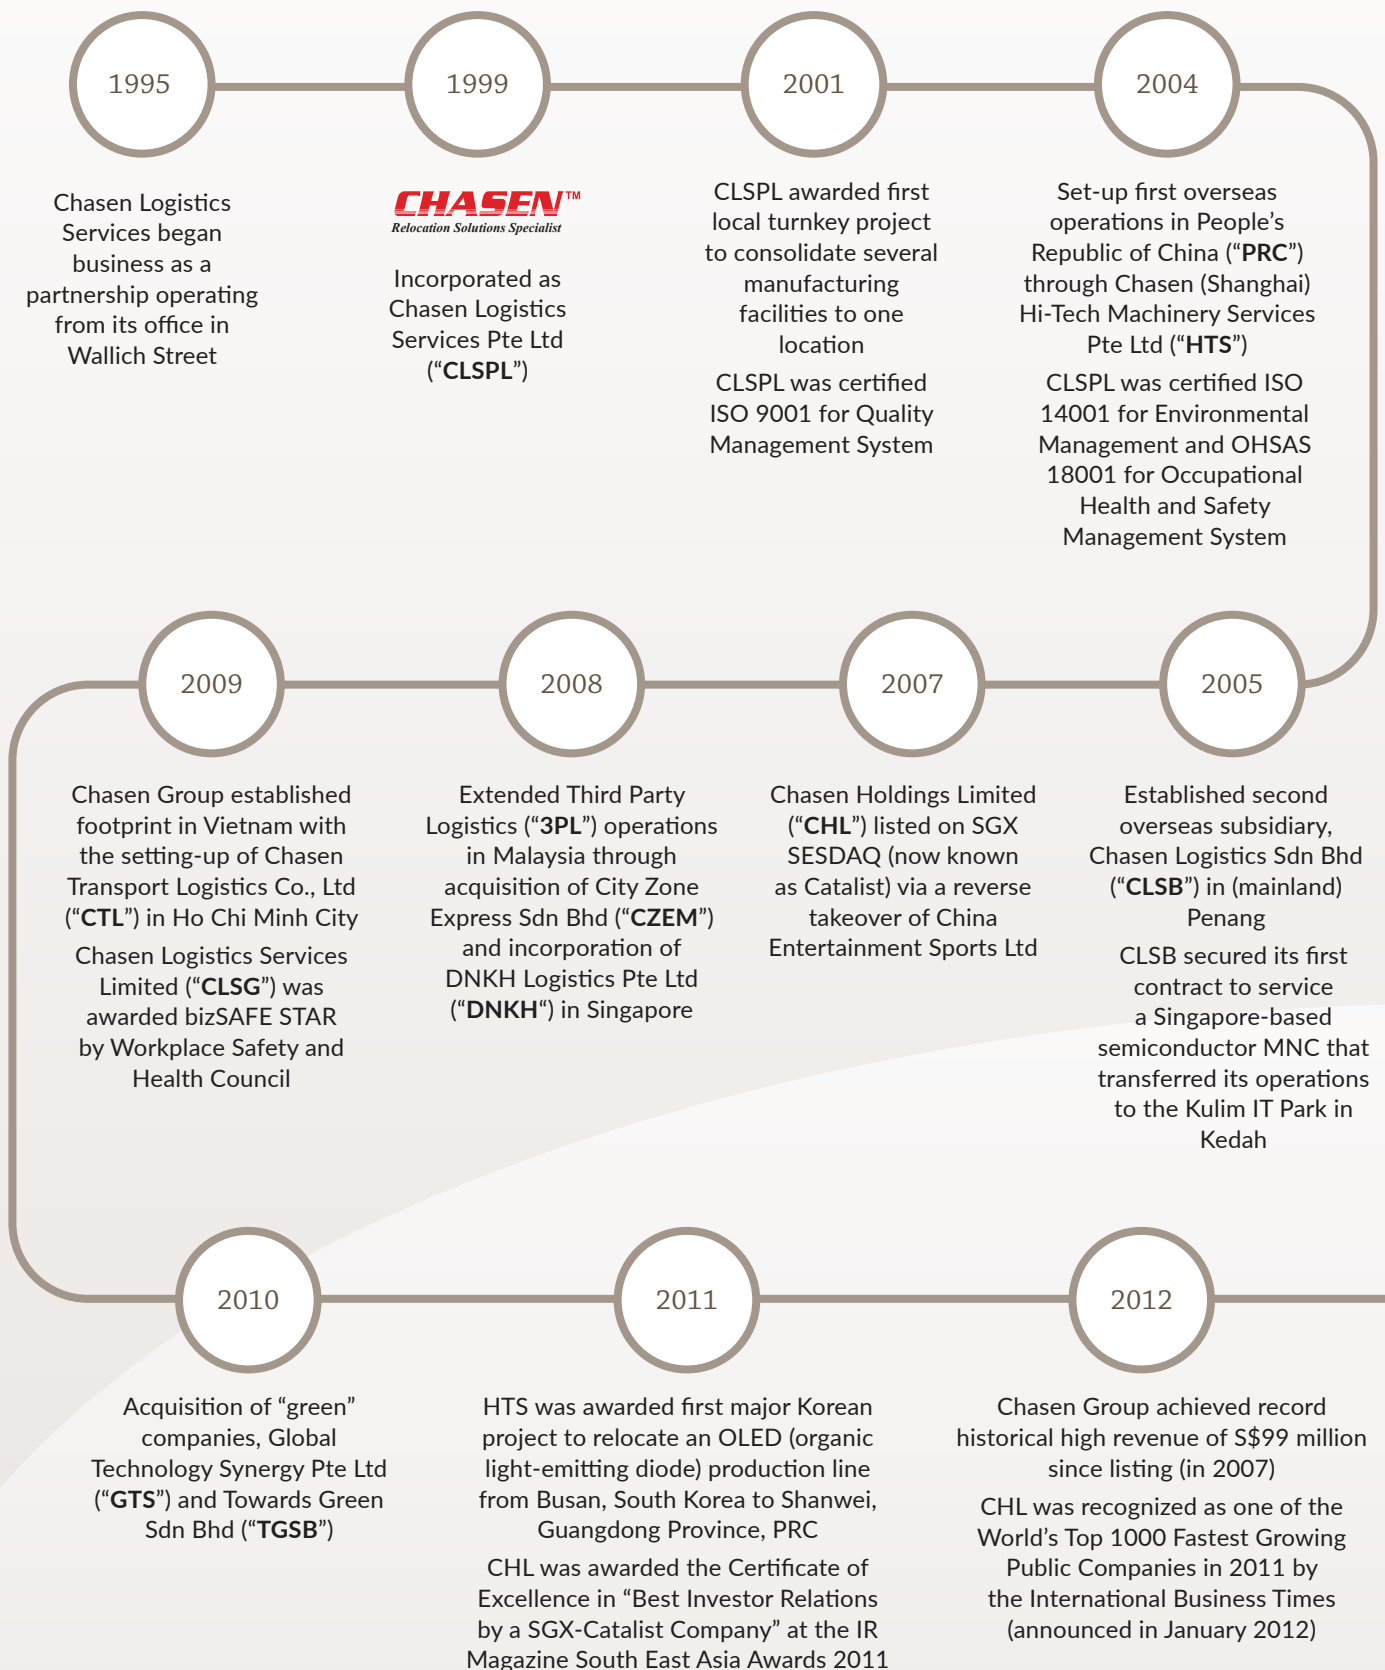 1995
Chasen Logistics
Services began
business as a
partnership operating
from its office in
Wallich Street
1999
CHASEN™
Relocation Solutions Specialist
Incorporated as
Chasen Logistics
Services Pte Ltd
(“CLSPL”)
2001
CLSPL awarded first
local turnkey project
to consolidate several
manufacturing
facilities to one
location
CLSPL was certified
ISO 9001 for Quality
Management System
2004
Set-up first overseas
operations in People’s
Republic of China (“PRC”)
through Chasen (Shanghai)
Hi-Tech Machinery Services
Pte Ltd (“HTS”)
CLSPL was certified ISO
14001 for Environmental
Management and OHSAS
18001 for Occupational
Health and Safety
Management System
2005
Established second
overseas subsidiary,
Chasen Logistics Sdn Bhd
(“CLSB”) in (mainland)
Penang
CLSB secured its first
contract to service
a Singapore-based
semiconductor MNC that
transferred its operations
to the Kulim IT Park in
Kedah
2007
Chasen Holdings Limited
(“CHL”) listed on SGX
SESDAQ (now known
as Catalist) via a reverse
takeover of China
Entertainment Sports Ltd
2008
Extended Third Party
Logistics (“3PL”) operations
in Malaysia through
acquisition of City Zone
Express Sdn Bhd (“CZEM”)
and incorporation of
DNKH Logistics Pte Ltd
(“DNKH“) in Singapore
2009
Chasen Group established
footprint in Vietnam with
the setting-up of Chasen
Transport Logistics Co., Ltd
(“CTL”) in Ho Chi Minh City
Chasen Logistics Services
Limited (“CLSG”) was
awarded bizSAFE STAR
by Workplace Safety and
Health Council
2010
Acquisition of “green”
companies, Global
Technology Synergy Pte Ltd
(“GTS”) and Towards Green
Sdn Bhd (“TGSB”)
2011
HTS was awarded first major Korean
project to relocate an OLED (organic
light-emitting diode) production line
from Busan, South Korea to Shanwei,
Guangdong Province, PRC
CHL was awarded the Certificate of
Excellence in “Best Investor Relations
by a SGX-Catalist Company” at the IR
Magazine South East Asia Awards 2011
2012
Chasen Group achieved record
historical high revenue of S$99 million
since listing (in 2007)
CHL was recognized as one of the
World’s Top 1000 Fastest Growing
Public Companies in 2011 by
the International Business Times
(announced in January 2012)